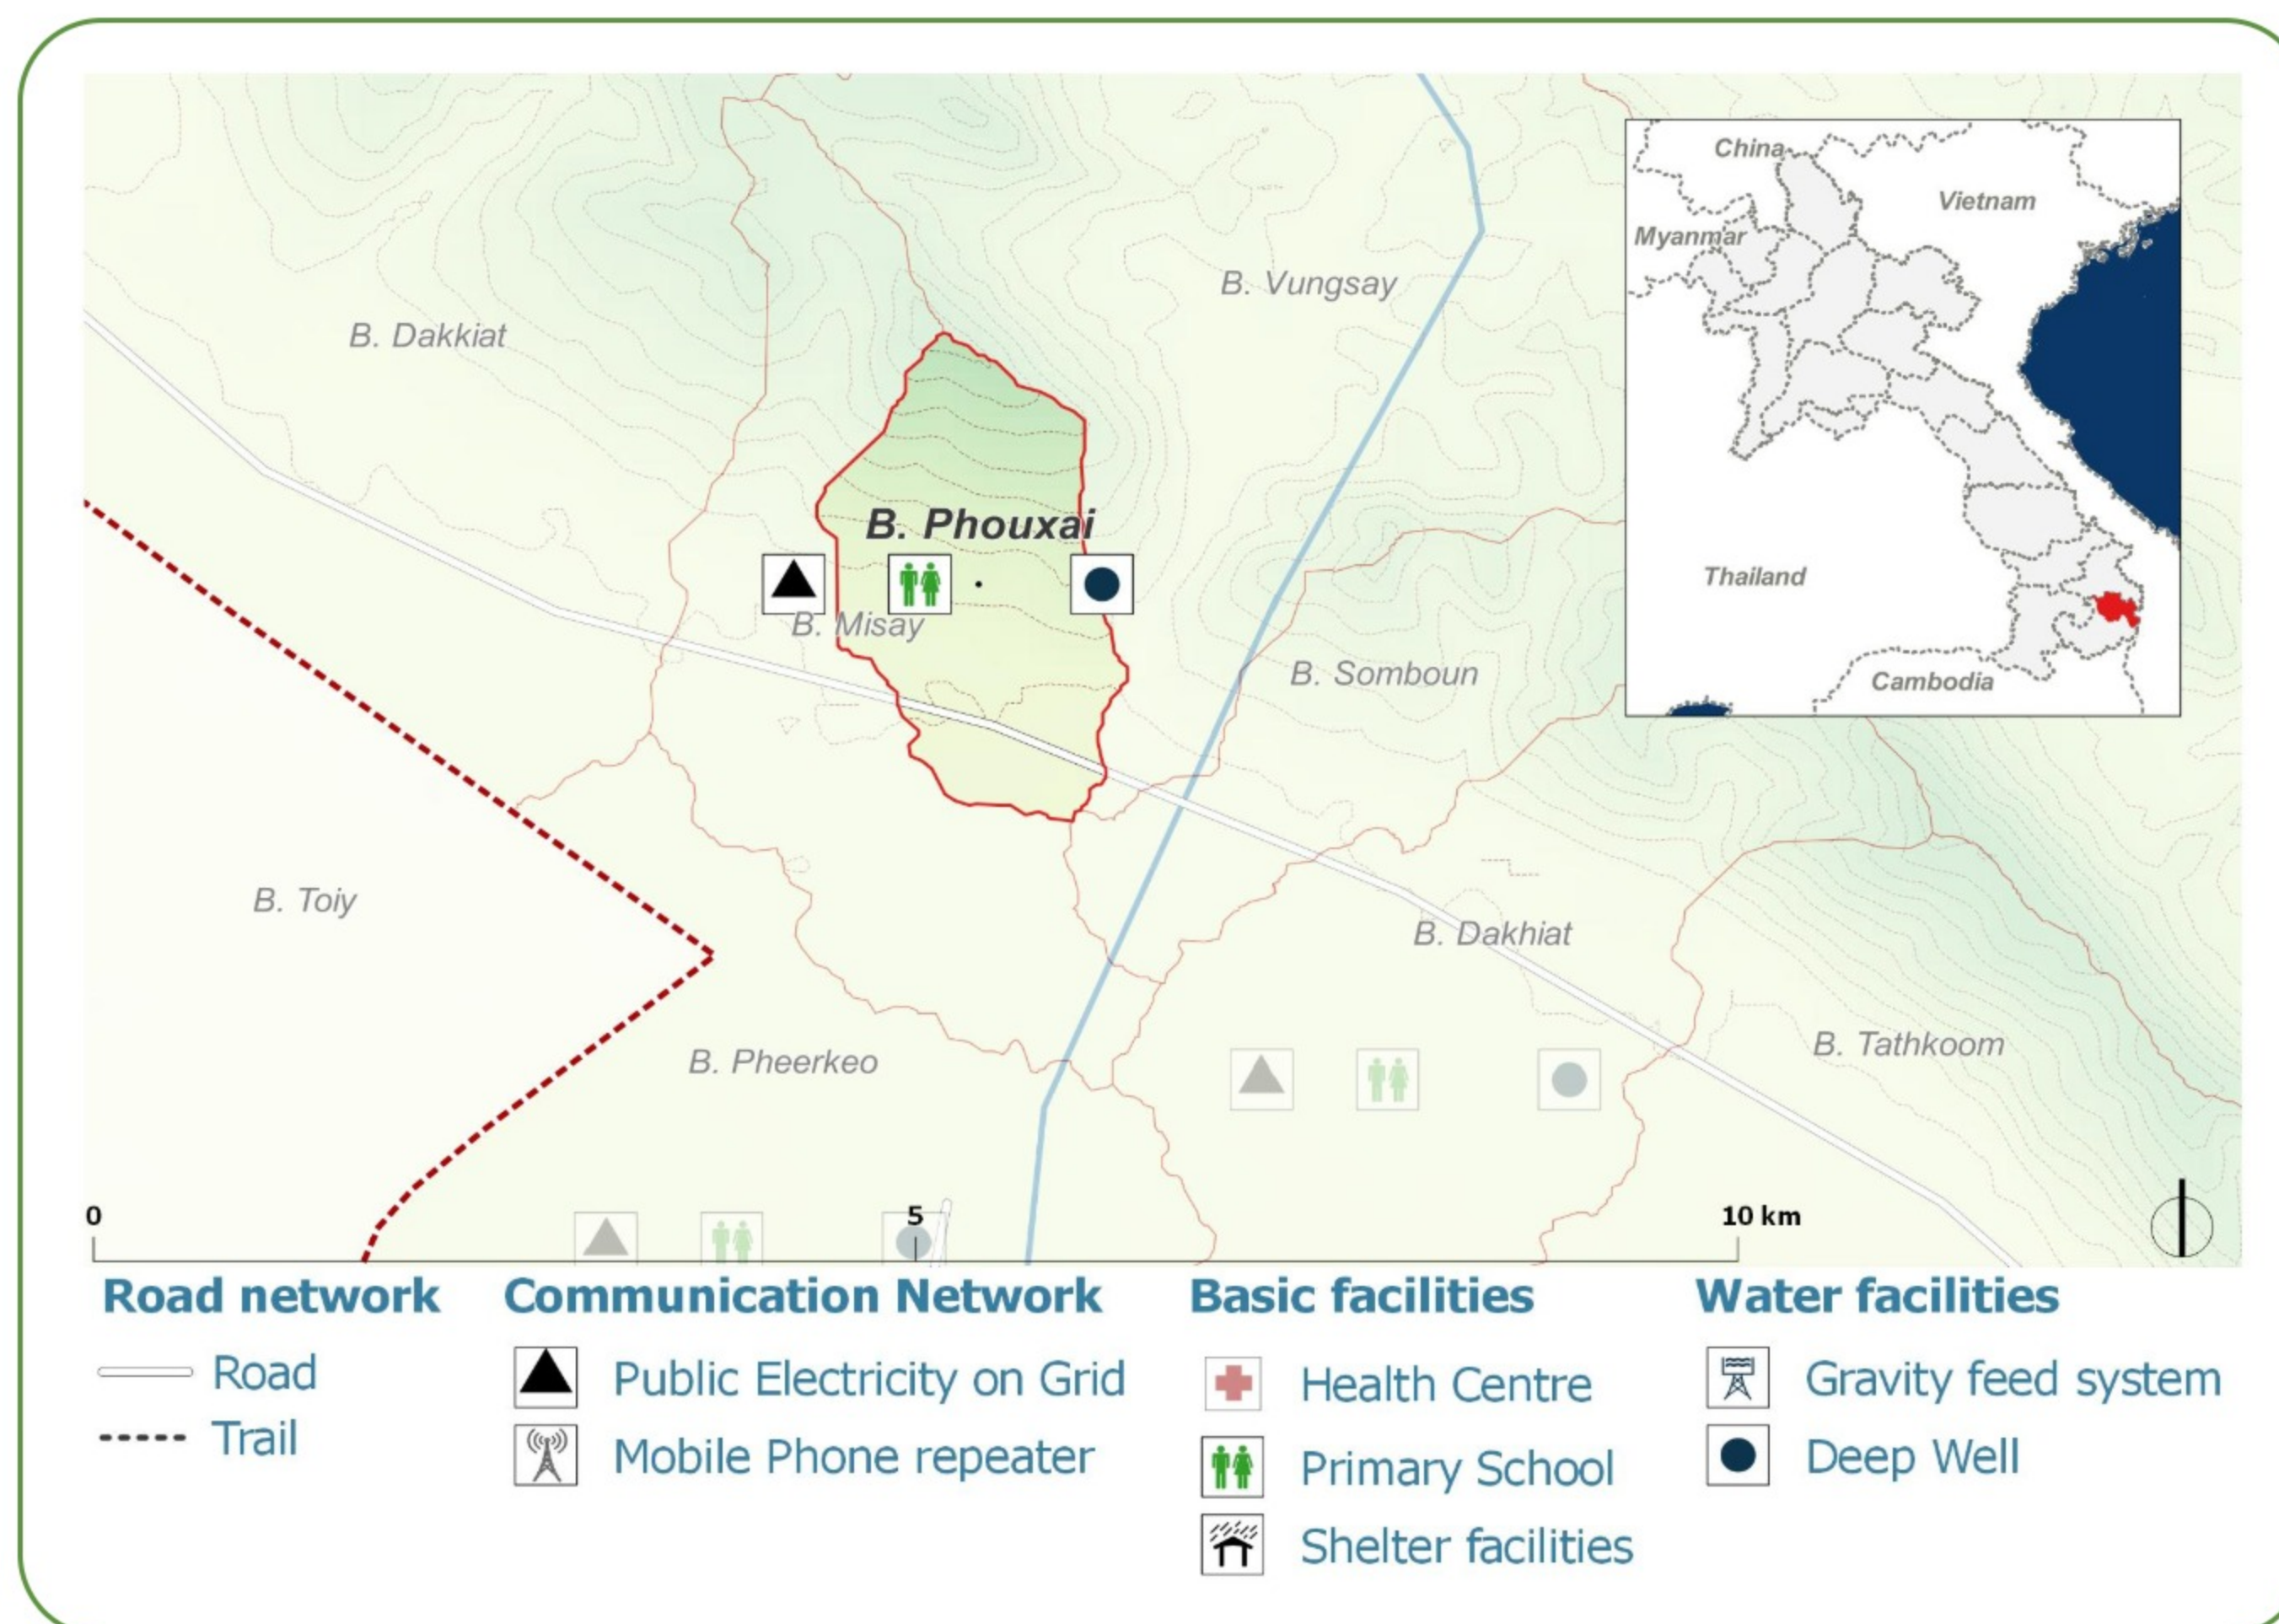 China
Vietnam
Myanmar
B. Vungsay
B. Dakkiat
B. Phouxai
Thailand
B. Misay
B. Somboun
Cambodia
B. Toiy
B. Dakhiat
B. Tathkoom
B. Pheerkeo
0 5 10 km
Road network
Road
Trail
Communication Network
Public Electricity on Grid
Mobile Phone repeater
Basic facilities
Health Centre
Primary School
Shelter facilities
Water facilities
Gravity feed system
Deep Well